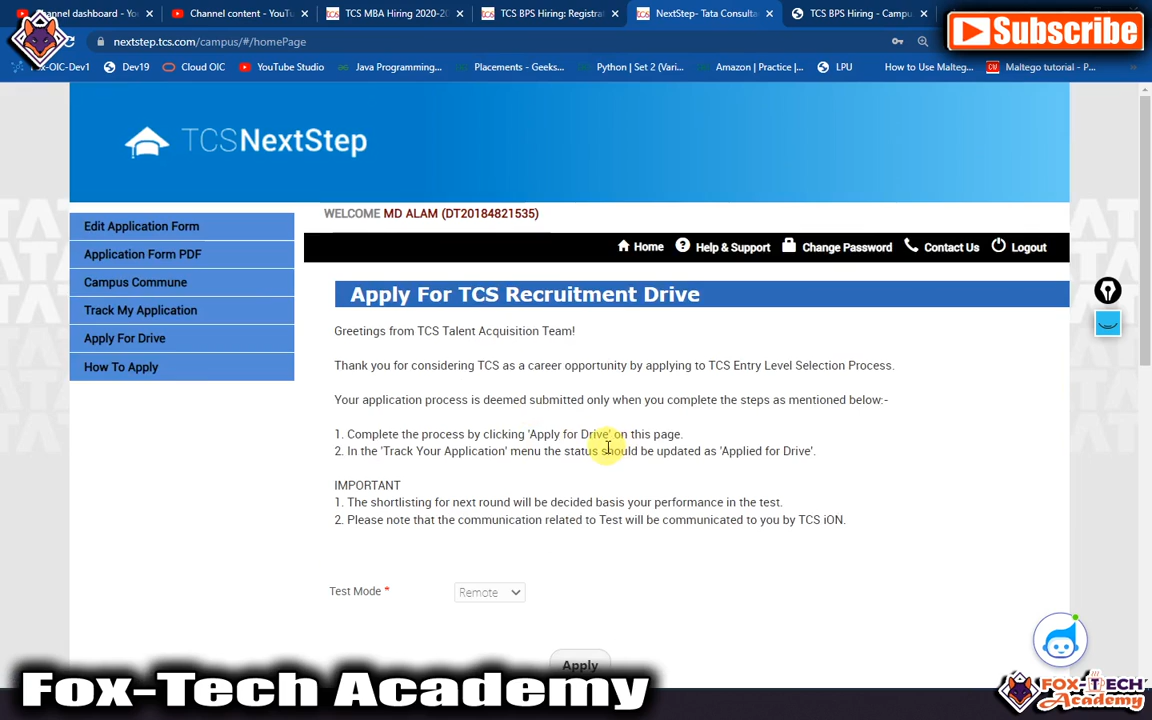 hannel dashboard - You
Channel content - YouTu
TCS MBA Hiring 2020-2
TCS BPS Hiring: Registra
NextStep- Tata Consulta
TCS BPS Hiring - Campu
Subscribe
nextstep.tcs.com/campus/#/homePage
Fox-OIC-Dev1
Dev19
Cloud OIC
YouTube Studio
Java Programming...
Placements - Geeks...
Python | Set 2 (Vari...
Amazon | Practice |...
LPU
How to Use Malteg...
Maltego tutorial - P...
TCSNextStep
WELCOME MD ALAM (DT20184821535)
Home
Help & Support
Change Password
Contact Us
Logout
Edit Application Form
Application Form PDF
Campus Commune
Track My Application
Apply For Drive
How To Apply
Apply For TCS Recruitment Drive
Greetings from TCS Talent Acquisition Team!
Thank you for considering TCS as a career opportunity by applying to TCS Entry Level Selection Process.
Your application process is deemed submitted only when you complete the steps as mentioned below:-
1. Complete the process by clicking 'Apply for Drive' on this page.
2. In the 'Track Your Application' menu the status should be updated as 'Applied for Drive'.
IMPORTANT
1. The shortlisting for next round will be decided basis your performance in the test.
2. Please note that the communication related to Test will be communicated to you by TCS iON.
Test Mode *
Remote
Apply
Fox-Tech Academy
FOX-TECH
Academy